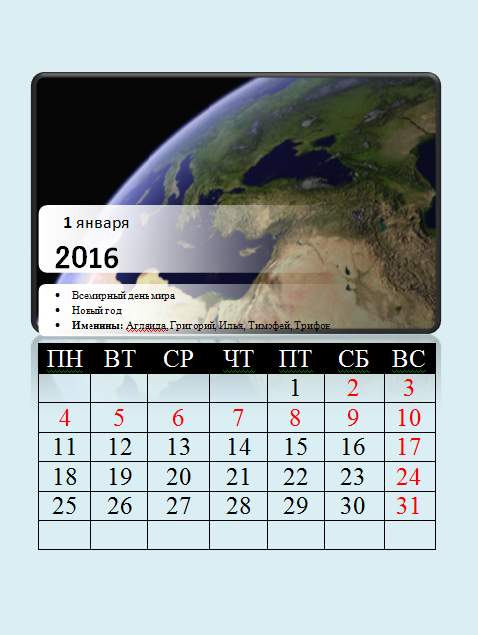 1 января
2016
• Всемирный день мира
• Новый год
• Именины: Аглаида, Григорий, Илья, Тимофей, Трифон
ПН ВТ СР ЧТ ПТ СБ ВС
1 2 3
4 5 6 7 8 9 10
11 12 13 14 15 16 17
18 19 20 21 22 23 24
25 26 27 28 29 30 31